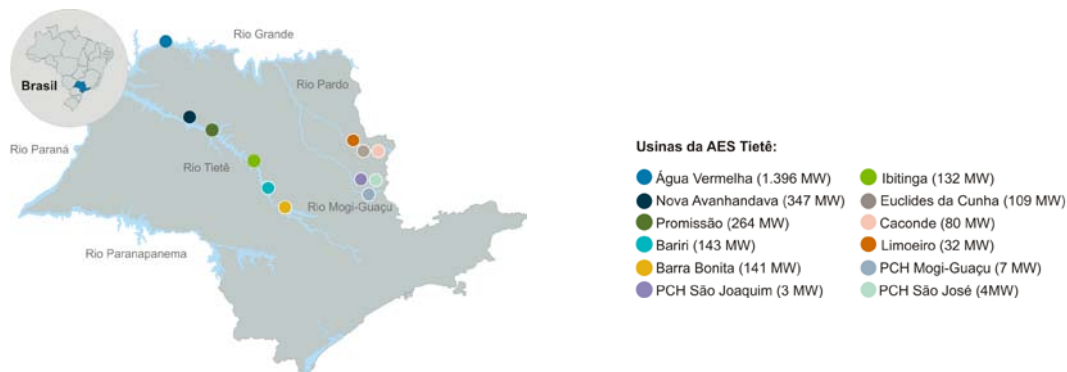 Rio Grande
Brasil
Rio Pardo
Rio Paraná
Rio Tietê
Rio Mogi-Guaçu
Rio Paranapanema
Usinas da AES Tietê:
Água Vermelha (1.396 MW)
Nova Avanhandava (347 MW)
Promissão (264 MW)
Bariri (143 MW)
Barra Bonita (141 MW)
PCH São Joaquim (3 MW)
Ibitinga (132 MW)
Euclides da Cunha (109 MW)
Caconde (80 MW)
Limoeiro (32 MW)
PCH Mogi-Guaçu (7 MW)
PCH São José (4MW)